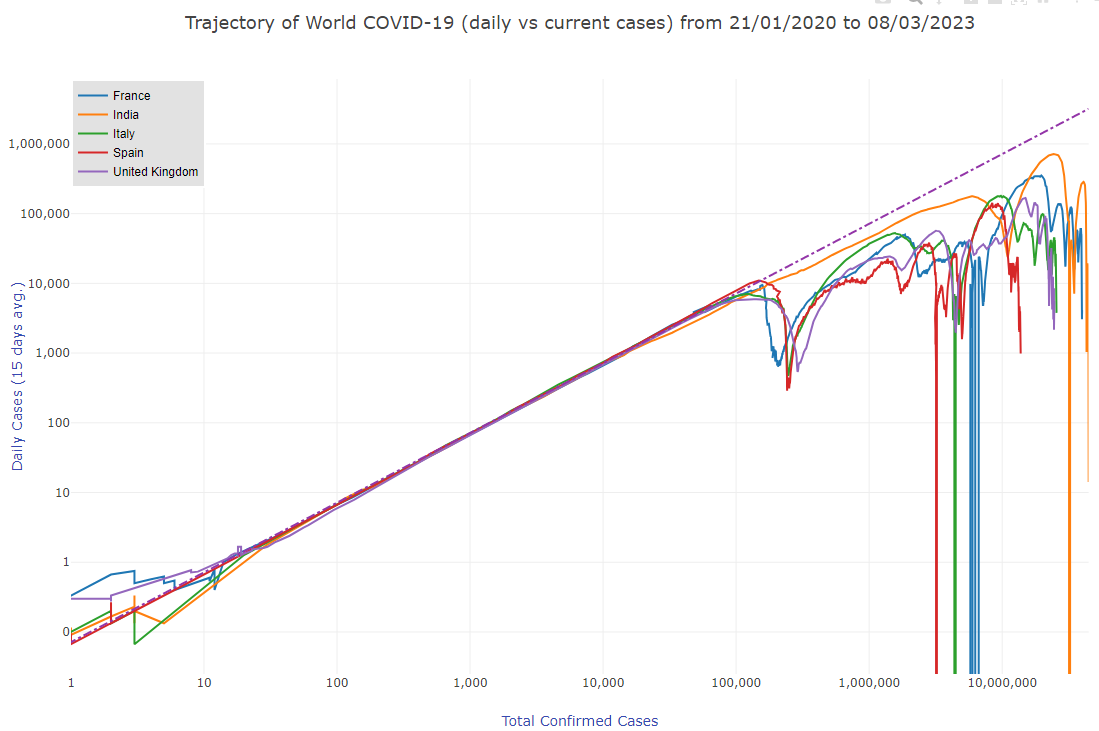 Trajectory of World COVID-19 (daily vs current cases) from 21/01/2020 to 08/03/2023
France
India
Italy
Spain
United Kingdom
1,000,000
100,000
10,000
1,000
100
10
1
0
Daily Cases (15 days avg.)
1 10 100 1,000 10,000 100,000 1,000,000 10,000,000
Total Confirmed Cases